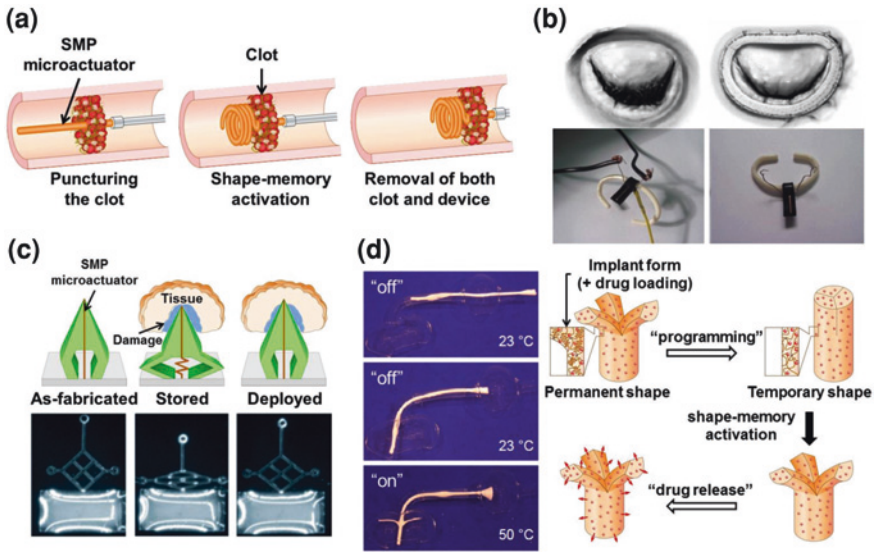 (a)
SMP
microactuator
Clot
Puncturing
the clot
Shape-memory
activation
Removal of both
clot and device
(b)
(c)
SMP
microactuator
Tissue
Damage
As-fabricated
Stored
Deployed
(d)
“off”
23 °C
“off”
23 °C
“on”
50 °C
Implant form
(+ drug loading)
“programming”
Permanent shape
Temporary shape
shape-memory
activation
“drug release”